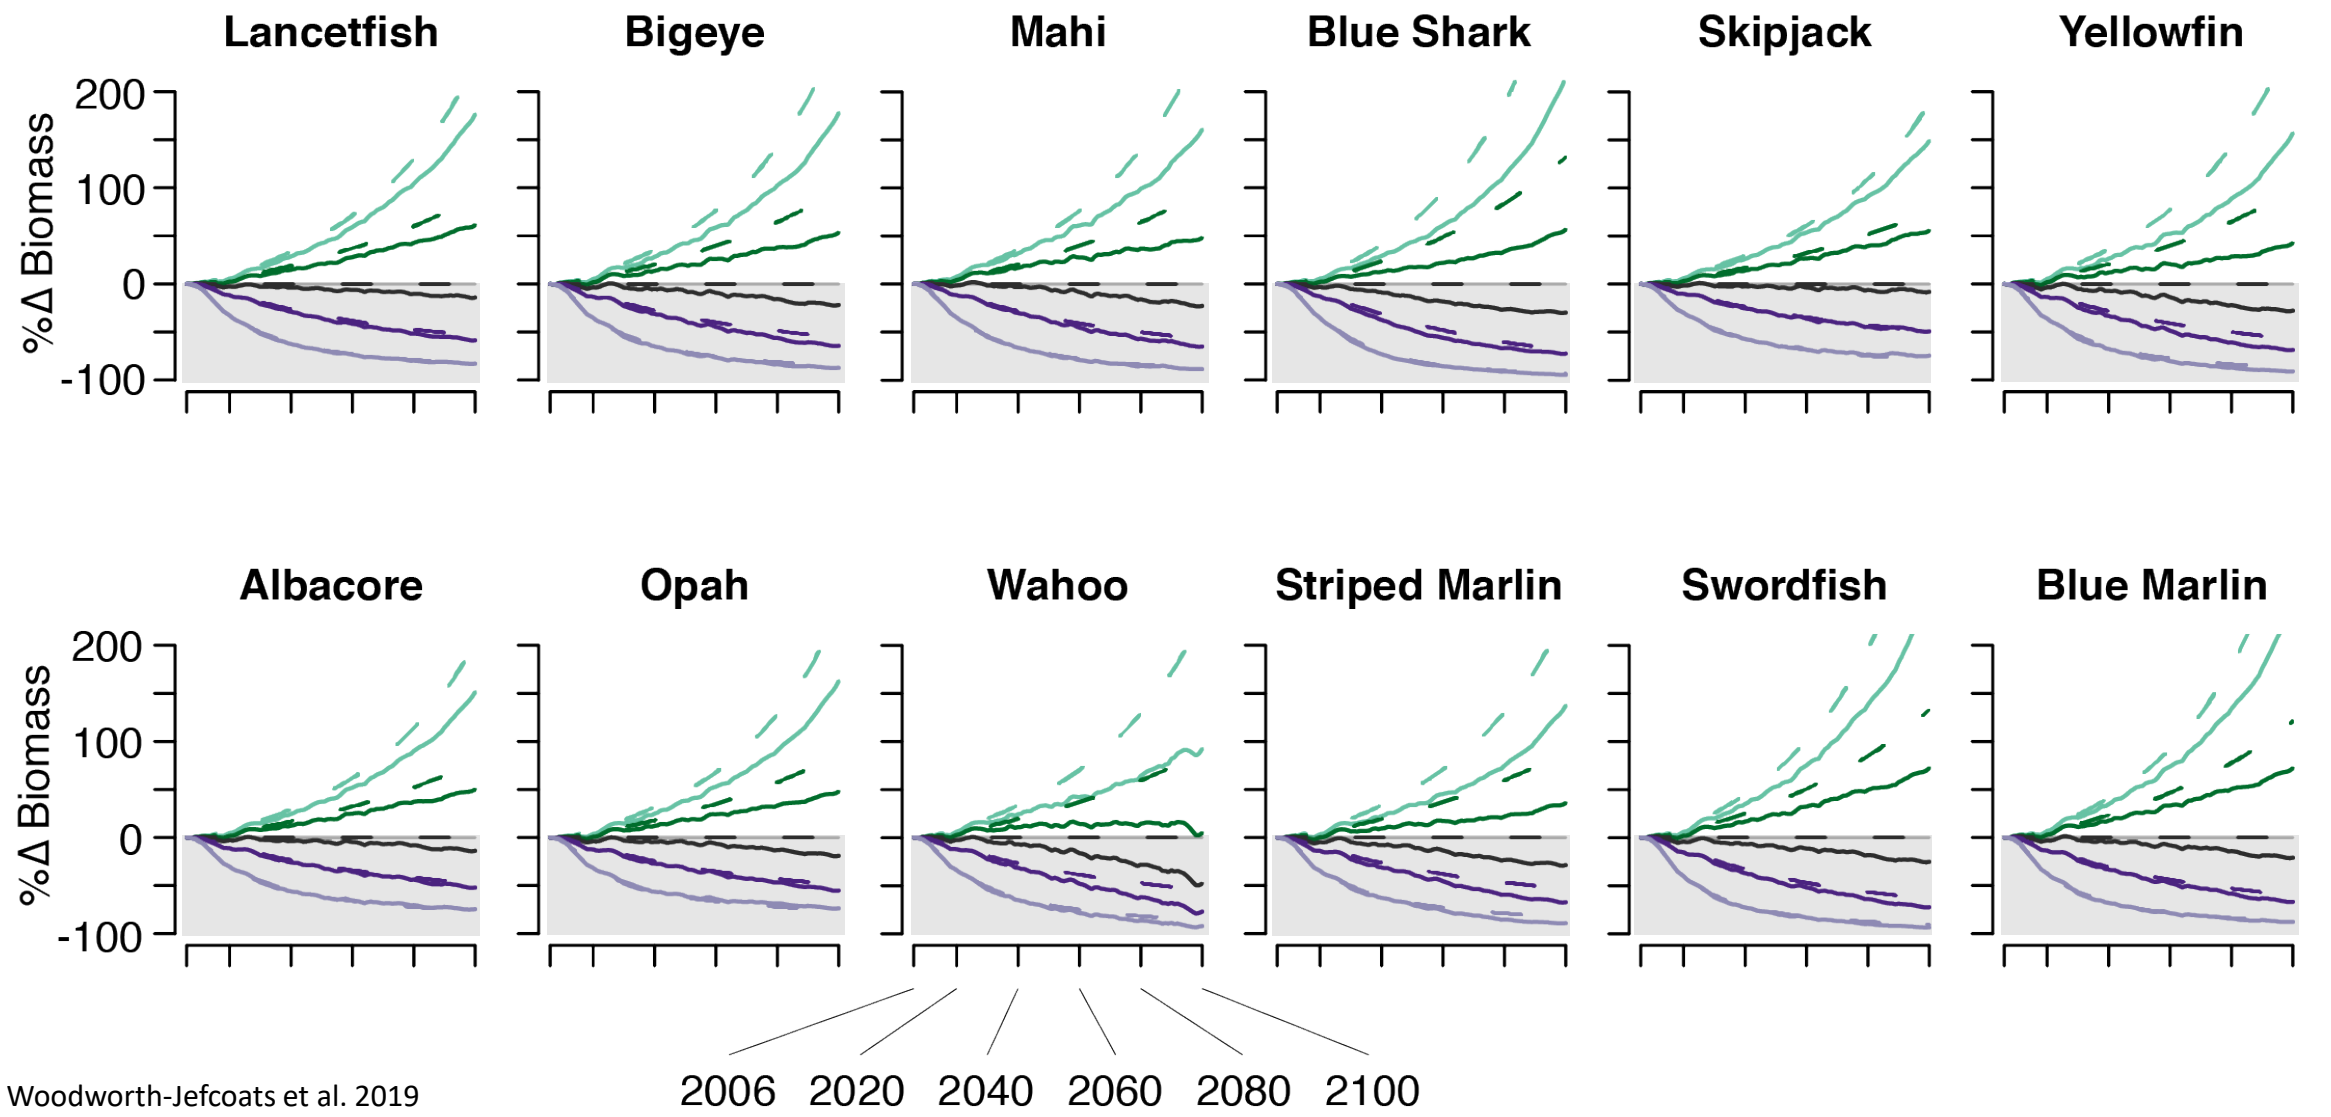 Lancetfish Bigeye Mahi Blue Shark Skipjack Yellowfin
%Δ Biomass
200
100
0
-100
Albacore Opah Wahoo Striped Marlin Swordfish Blue Marlin
%Δ Biomass
200
100
0
-100
2006 2020 2040 2060 2080 2100
Woodworth-Jefcoats et al. 2019